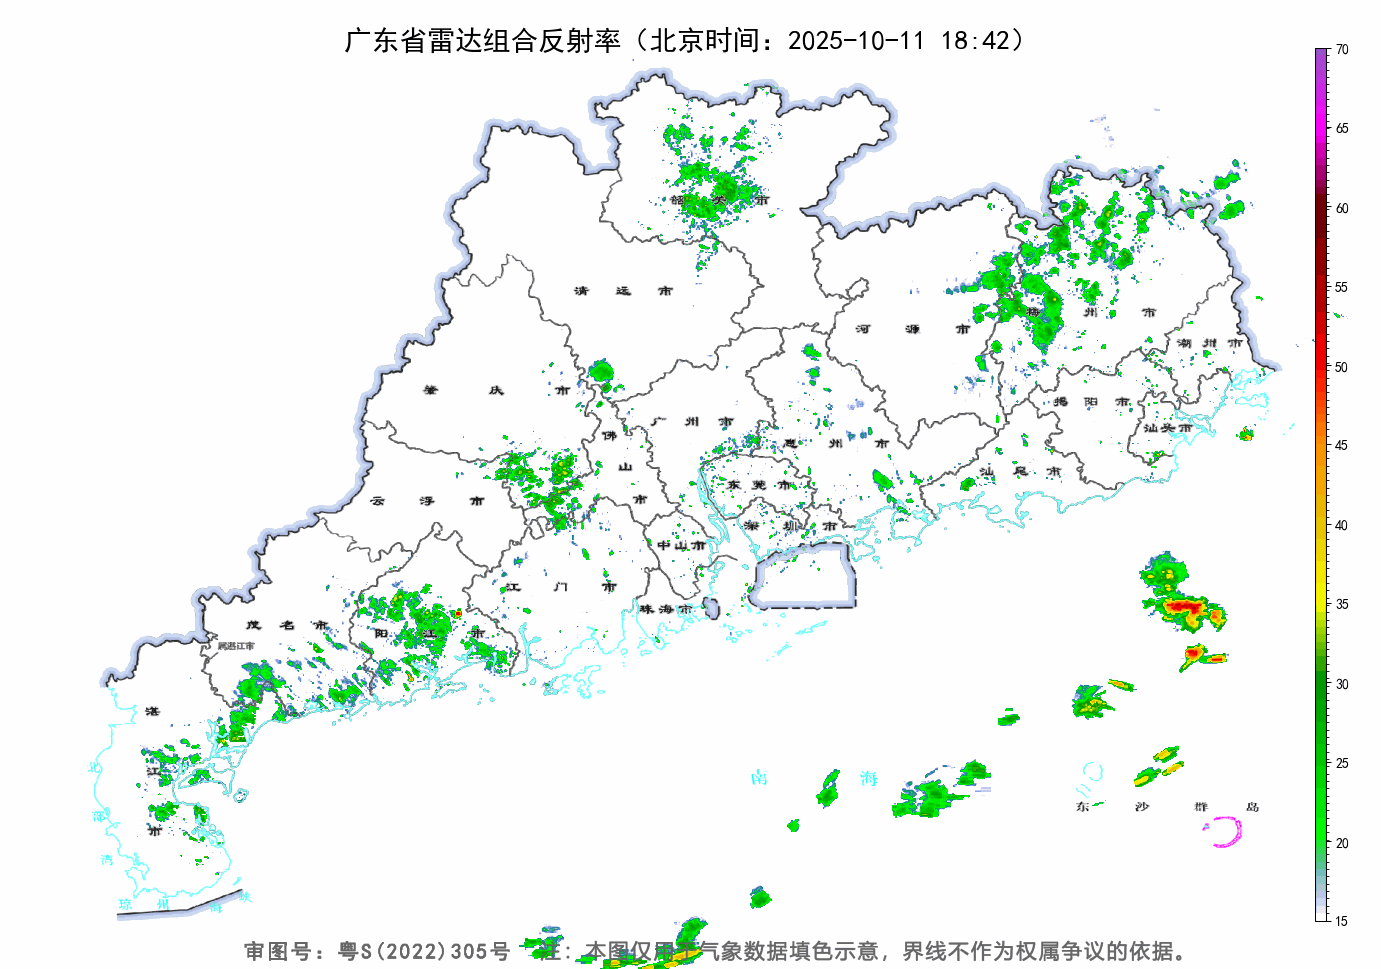 广东省雷达组合反射率（北京时间：2025-10-11 18:42）
70
65
60
55
50
45
40
35
30
25
20
15
韶关市
清远市
河源市
梅州市
潮州市
肇庆市
揭阳市
汕头市
广州市
佛山市
惠州市
汕尾市
云浮市
东莞市
深圳市
中山市
江门市
珠海市
茂名市
阳江市
属湛江市
湛江市
南海
东沙群岛
北部湾
琼州海峡
审图号：粤S(2022)305号 注：本图仅用于气象数据填色示意，界线不作为权属争议的依据。